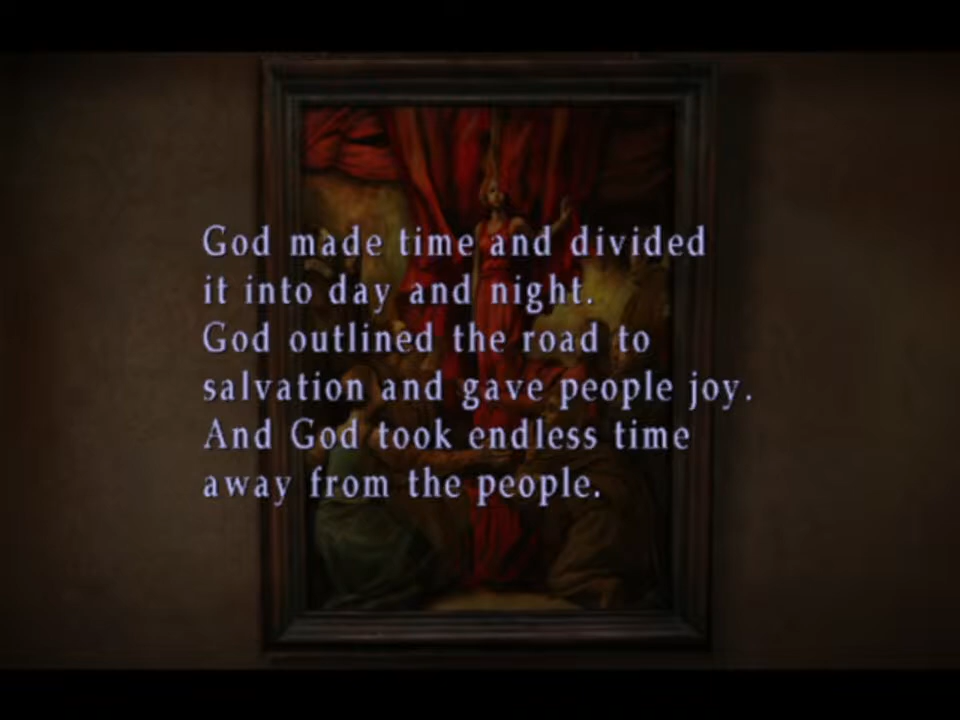 God made time and divided
it into day and night.
God outlined the road to
salvation and gave people joy.
And God took endless time
away from the people.